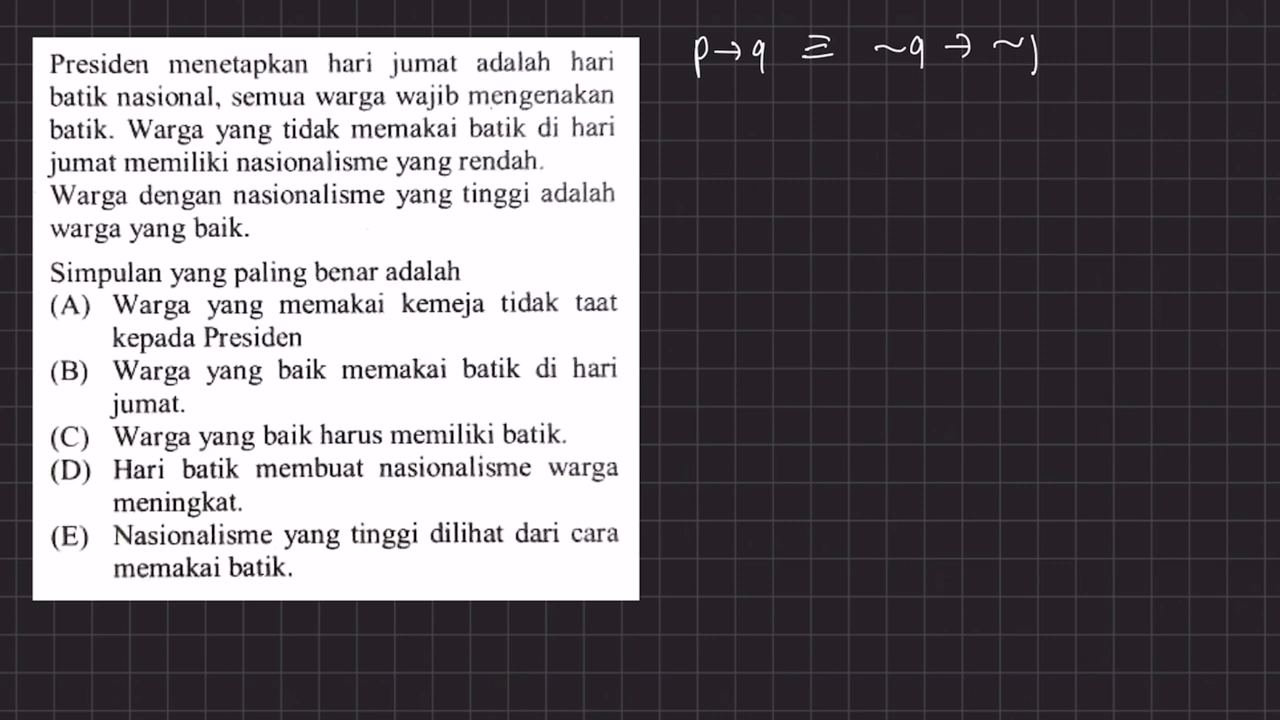 Presiden menetapkan hari jumat adalah hari
batik nasional, semua warga wajib mengenakan
batik. Warga yang tidak memakai batik di hari
jumat memiliki nasionalisme yang rendah.
Warga dengan nasionalisme yang tinggi adalah
warga yang baik.
Simpulan yang paling benar adalah
(A) Warga yang memakai kemeja tidak taat
kepada Presiden
(B) Warga yang baik memakai batik di hari
jumat.
(C) Warga yang baik harus memiliki batik.
(D) Hari batik membuat nasionalisme warga
meningkat.
(E) Nasionalisme yang tinggi dilihat dari cara
memakai batik.
p → q ≡ ~q → ~